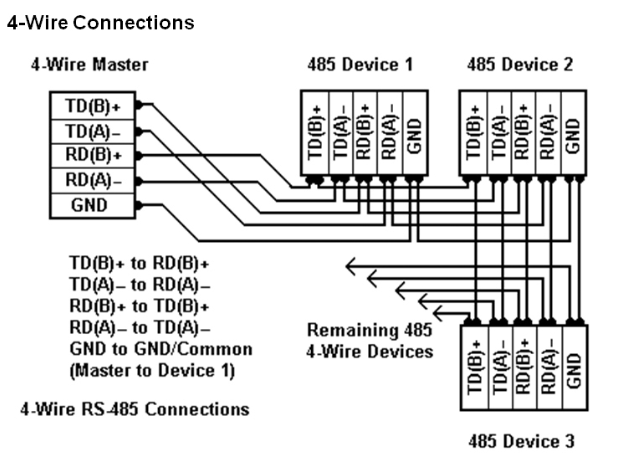 4-Wire Connections
4-Wire Master
485 Device 1
485 Device 2
TD(B)+
TD(A)–
RD(B)+
RD(A)–
GND
TD(B)+
TD(A)–
RD(B)+
RD(A)–
GND
TD(B)+
TD(A)–
RD(B)+
RD(A)–
GND
TD(B)+ to RD(B)+
TD(A)– to RD(A)–
RD(B)+ to TD(B)+
RD(A)– to TD(A)–
GND to GND/Common
(Master to Device 1)
Remaining 485
4-Wire Devices
TD(B)+
TD(A)–
RD(B)+
RD(A)–
GND
4-Wire RS-485 Connections
485 Device 3